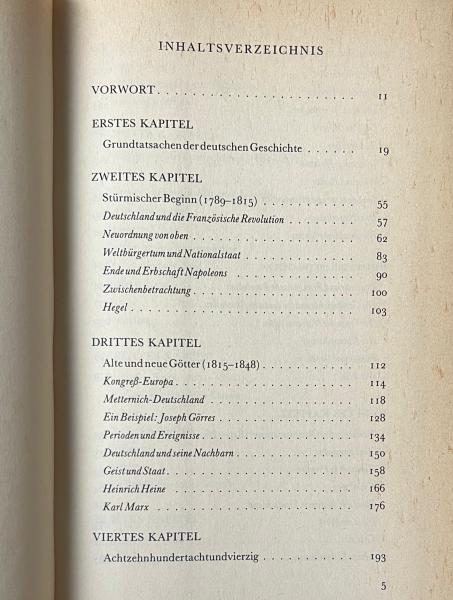 INHALTSVERZEICHNIS
VORWORT . . . . . . . . . . . . . . . . . . . . . . 11
ERSTES KAPITEL
Grundtatsachen der deutschen Geschichte . . . . . . 19
ZWEITES KAPITEL
Stürmischer Beginn (1789–1815) . . . . . . . . . . . 55
Deutschland und die Französische Revolution . . . . . . . . 57
Neuordnung von oben . . . . . . . . . . . . . . . . . . 62
Weltbürgertum und Nationalstaat . . . . . . . . . . . . . 83
Ende und Erbschaft Napoleons . . . . . . . . . . . . . . 90
Zwischenbetrachtung . . . . . . . . . . . . . . . . . . 100
Hegel . . . . . . . . . . . . . . . . . . . . . . . . . 103
DRITTES KAPITEL
Alte und neue Götter (1815–1848) . . . . . . . . . . . 112
Kongreß-Europa . . . . . . . . . . . . . . . . . . . . 114
Metternich-Deutschland . . . . . . . . . . . . . . . . . 118
Ein Beispiel: Joseph Görres . . . . . . . . . . . . . . . 128
Perioden und Ereignisse . . . . . . . . . . . . . . . . . 134
Deutschland und seine Nachbarn . . . . . . . . . . . . . 150
Geist und Staat . . . . . . . . . . . . . . . . . . . . . 158
Heinrich Heine . . . . . . . . . . . . . . . . . . . . 166
Karl Marx . . . . . . . . . . . . . . . . . . . . . . 176
VIERTES KAPITEL
Achtzehnhundertachtundvierzig . . . . . . . . . . . 193
5